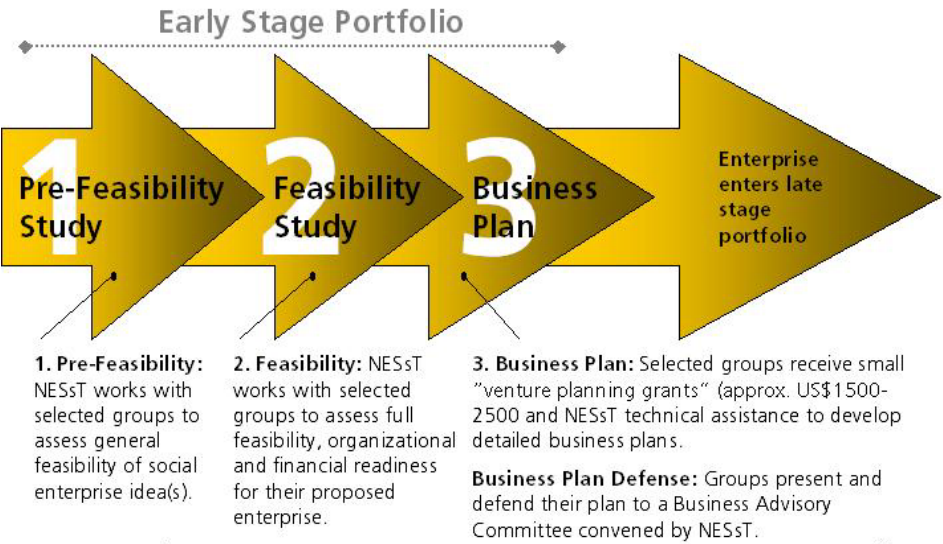 Early Stage Portfolio
1
Pre-Feasibility
Study
2
Feasibility
Study
3
Business
Plan
Enterprise
enters late
stage
portfolio
1. Pre-Feasibility:
NESsT works with
selected groups to
assess general
feasibility of social
enterprise idea(s).
2. Feasibility: NESsT
works with selected
groups to assess full
feasibility, organizational
and financial readiness
for their proposed
enterprise.
3. Business Plan: Selected groups receive small
"venture planning grants" (approx. US$1500-
2500 and NESsT technical assistance to develop
detailed business plans.
Business Plan Defense: Groups present and
defend their plan to a Business Advisory
Committee convened by NESsT.